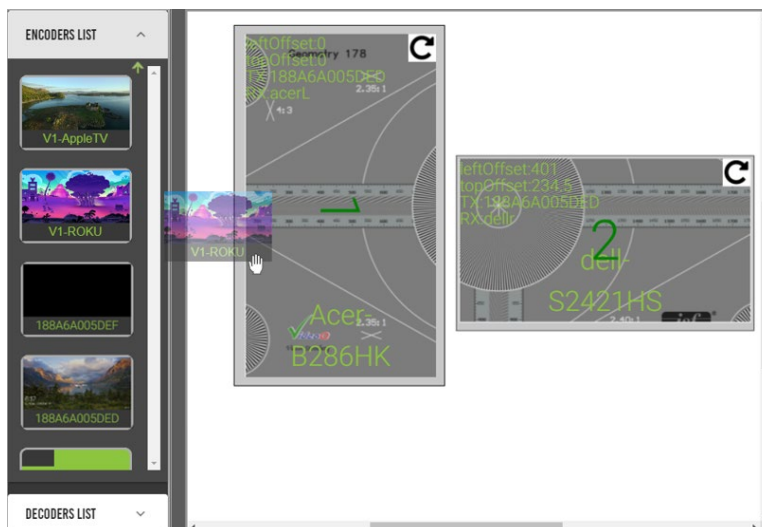 ENCODERS LIST
V1-AppleTV
V1-ROKU
188A6A005DEF
188A6A005DED
DECODERS LIST
V1-ROKU
leftOffset:0
topOffset:0
TX:188A6A005DED
RX:acerL
Geometry 178
2.35:1
4:3
1
Acer-
B286HK
2.35:1
leftOffset:401
topOffset:234.5
TX:188A6A005DED
RX:dellr
2
dell-
S2421HS
2.40:1